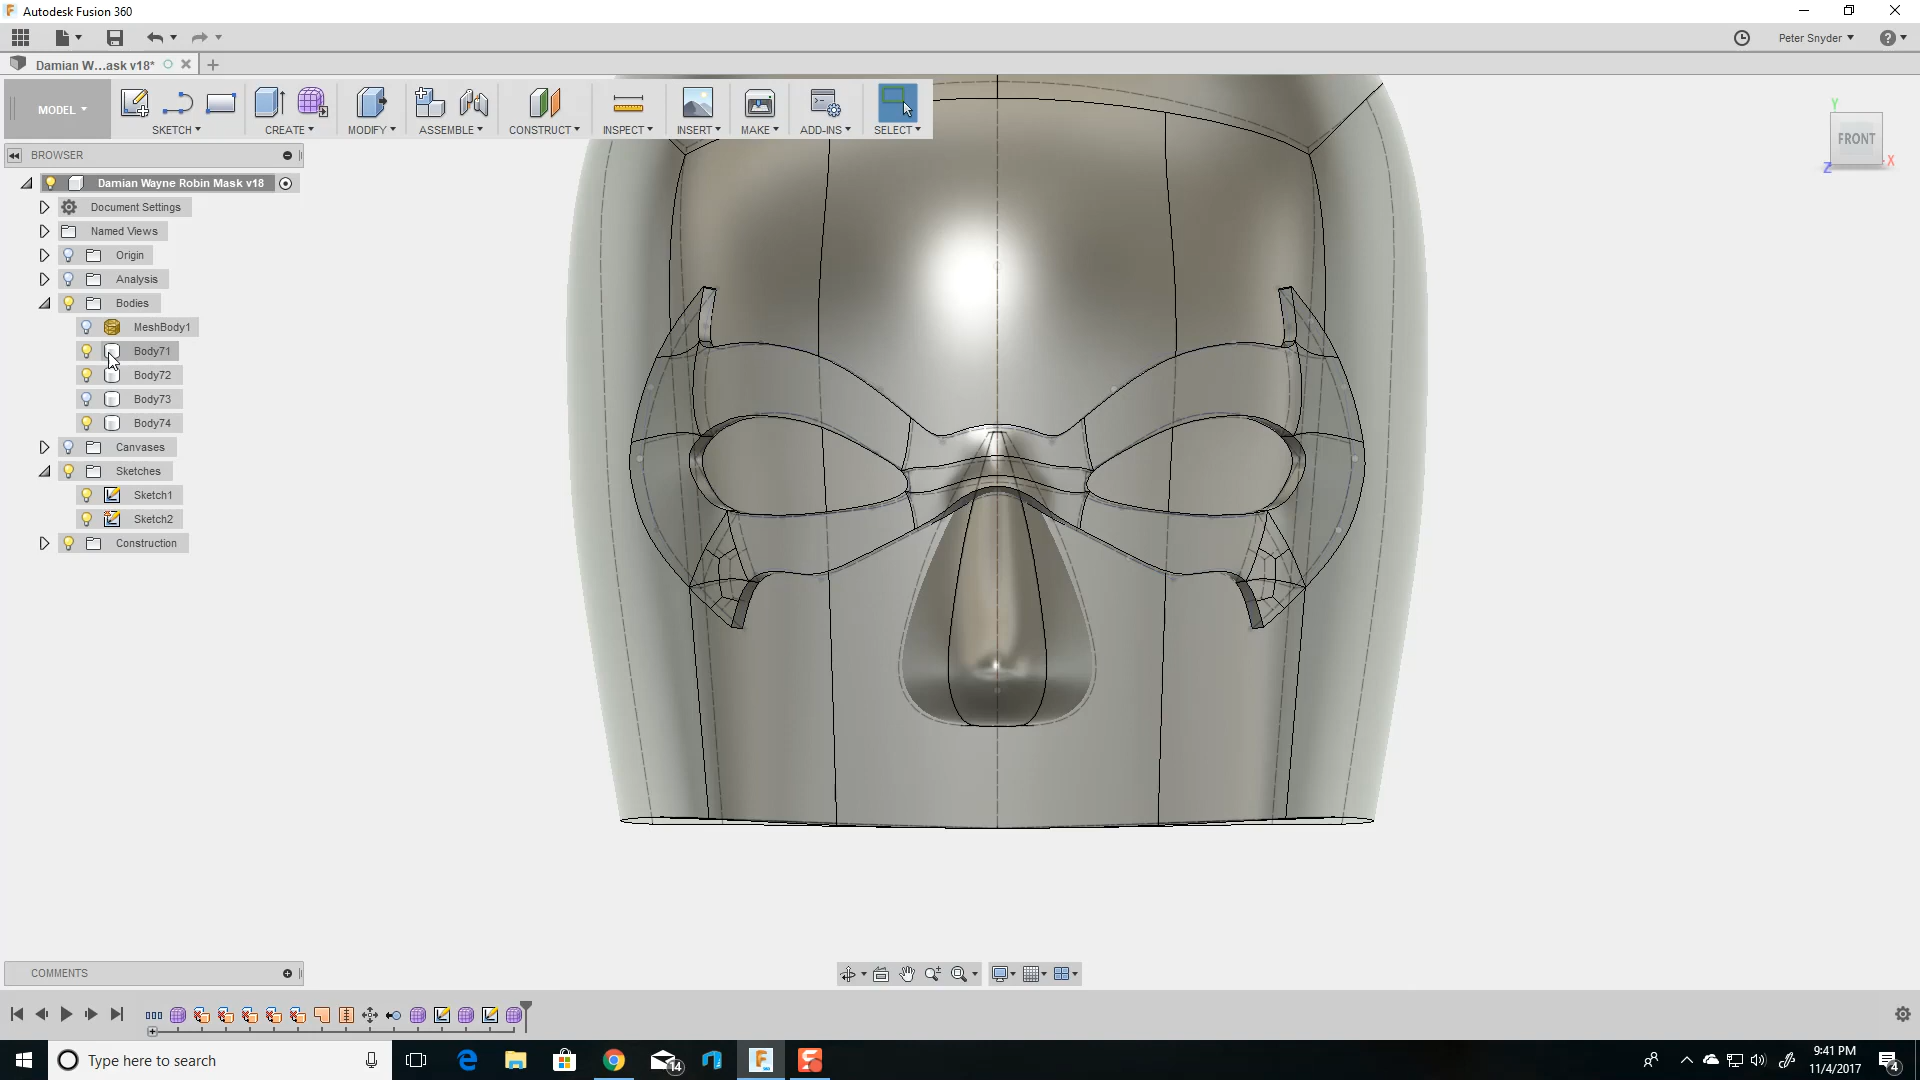 Autodesk Fusion 360
Peter Snyder
Damian W...ask v18*
MODEL
SKETCH
CREATE
MODIFY
ASSEMBLE
CONSTRUCT
INSPECT
INSERT
MAKE
ADD-INS
SELECT
Y
FRONT
X
Z
BROWSER
Damian Wayne Robin Mask v18
Document Settings
Named Views
Origin
Analysis
Bodies
MeshBody1
Body71
Body72
Body73
Body74
Canvases
Sketches
Sketch1
Sketch2
Construction
COMMENTS
Type here to search
14
9:41 PM
11/4/2017
4